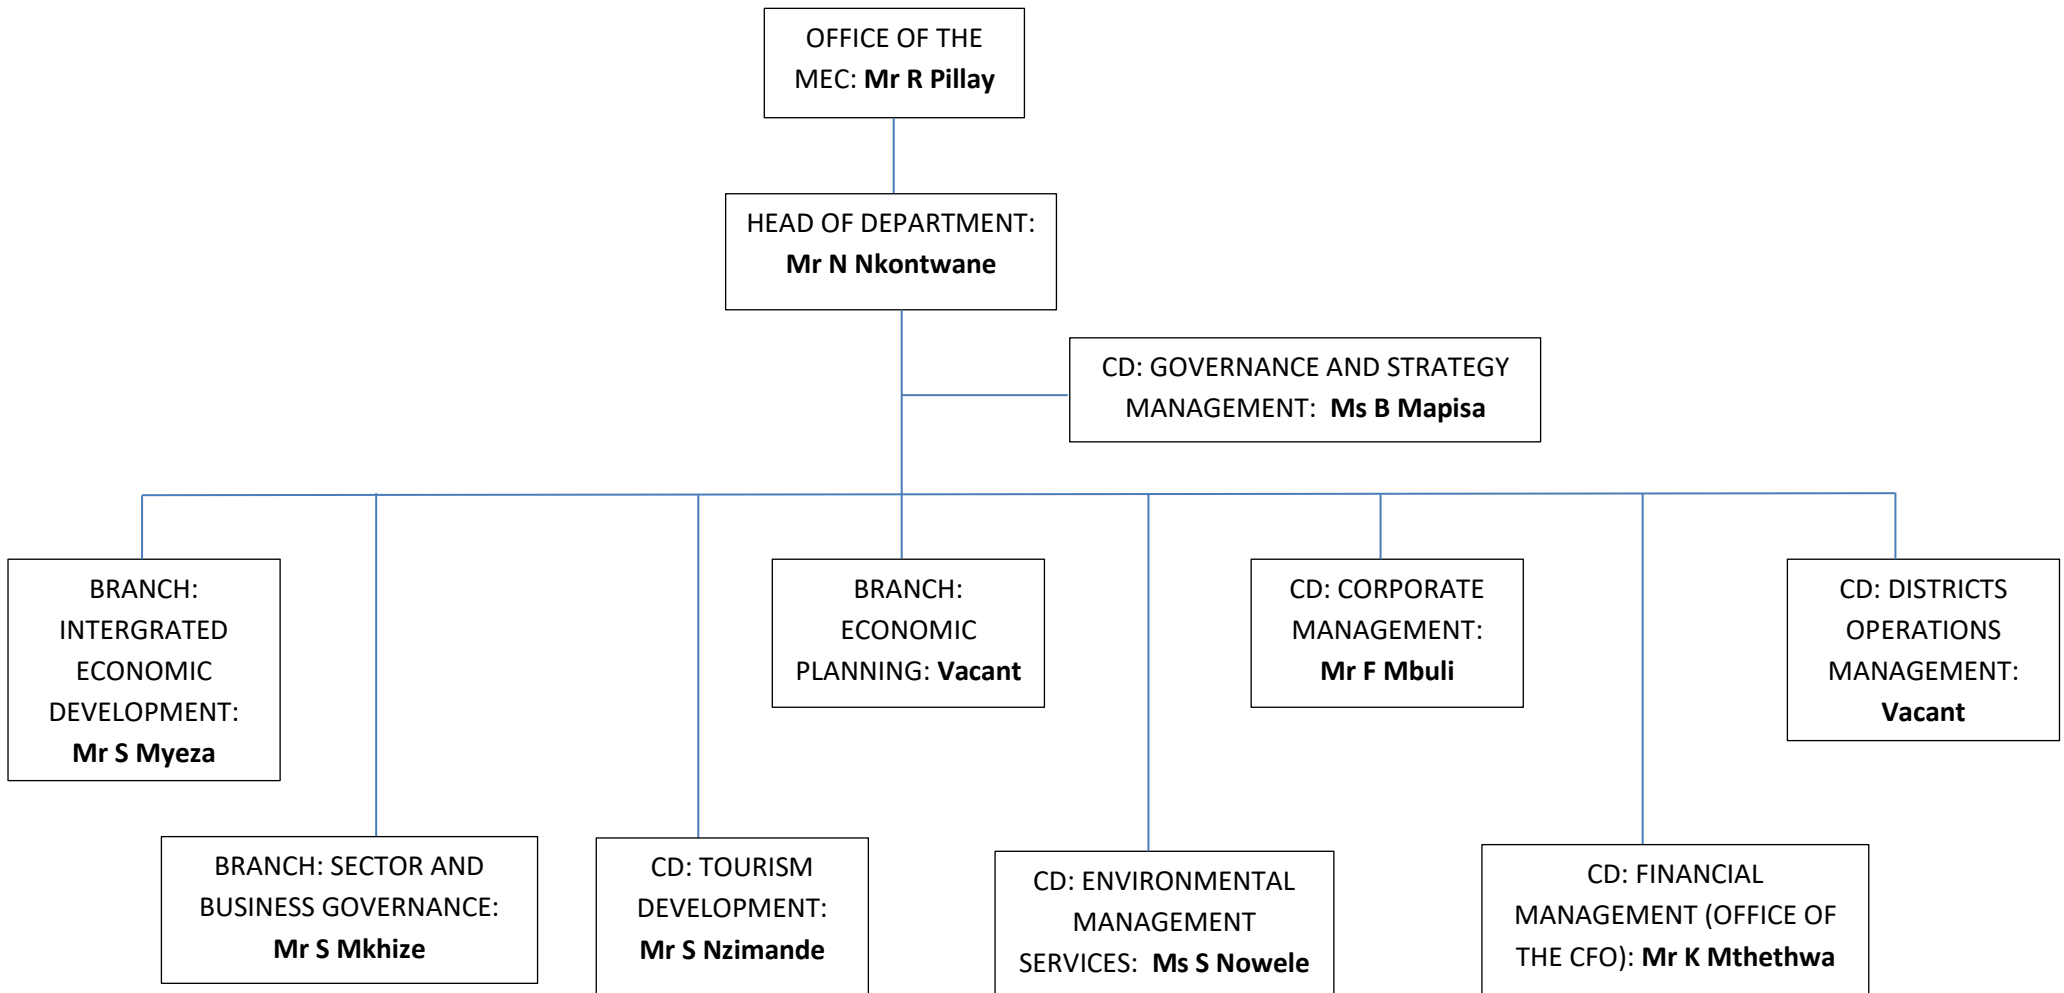 OFFICE OF THE
MEC: Mr R Pillay
HEAD OF DEPARTMENT:
Mr N Nkontwane
CD: GOVERNANCE AND STRATEGY
MANAGEMENT: Ms B Mapisa
BRANCH:
INTERGRATED
ECONOMIC
DEVELOPMENT:
Mr S Myeza
BRANCH:
ECONOMIC
PLANNING: Vacant
CD: CORPORATE
MANAGEMENT:
Mr F Mbuli
CD: DISTRICTS
OPERATIONS
MANAGEMENT:
Vacant
BRANCH: SECTOR AND
BUSINESS GOVERNANCE:
Mr S Mkhize
CD: TOURISM
DEVELOPMENT:
Mr S Nzimande
CD: ENVIRONMENTAL
MANAGEMENT
SERVICES: Ms S Nowele
CD: FINANCIAL
MANAGEMENT (OFFICE OF
THE CFO): Mr K Mthethwa